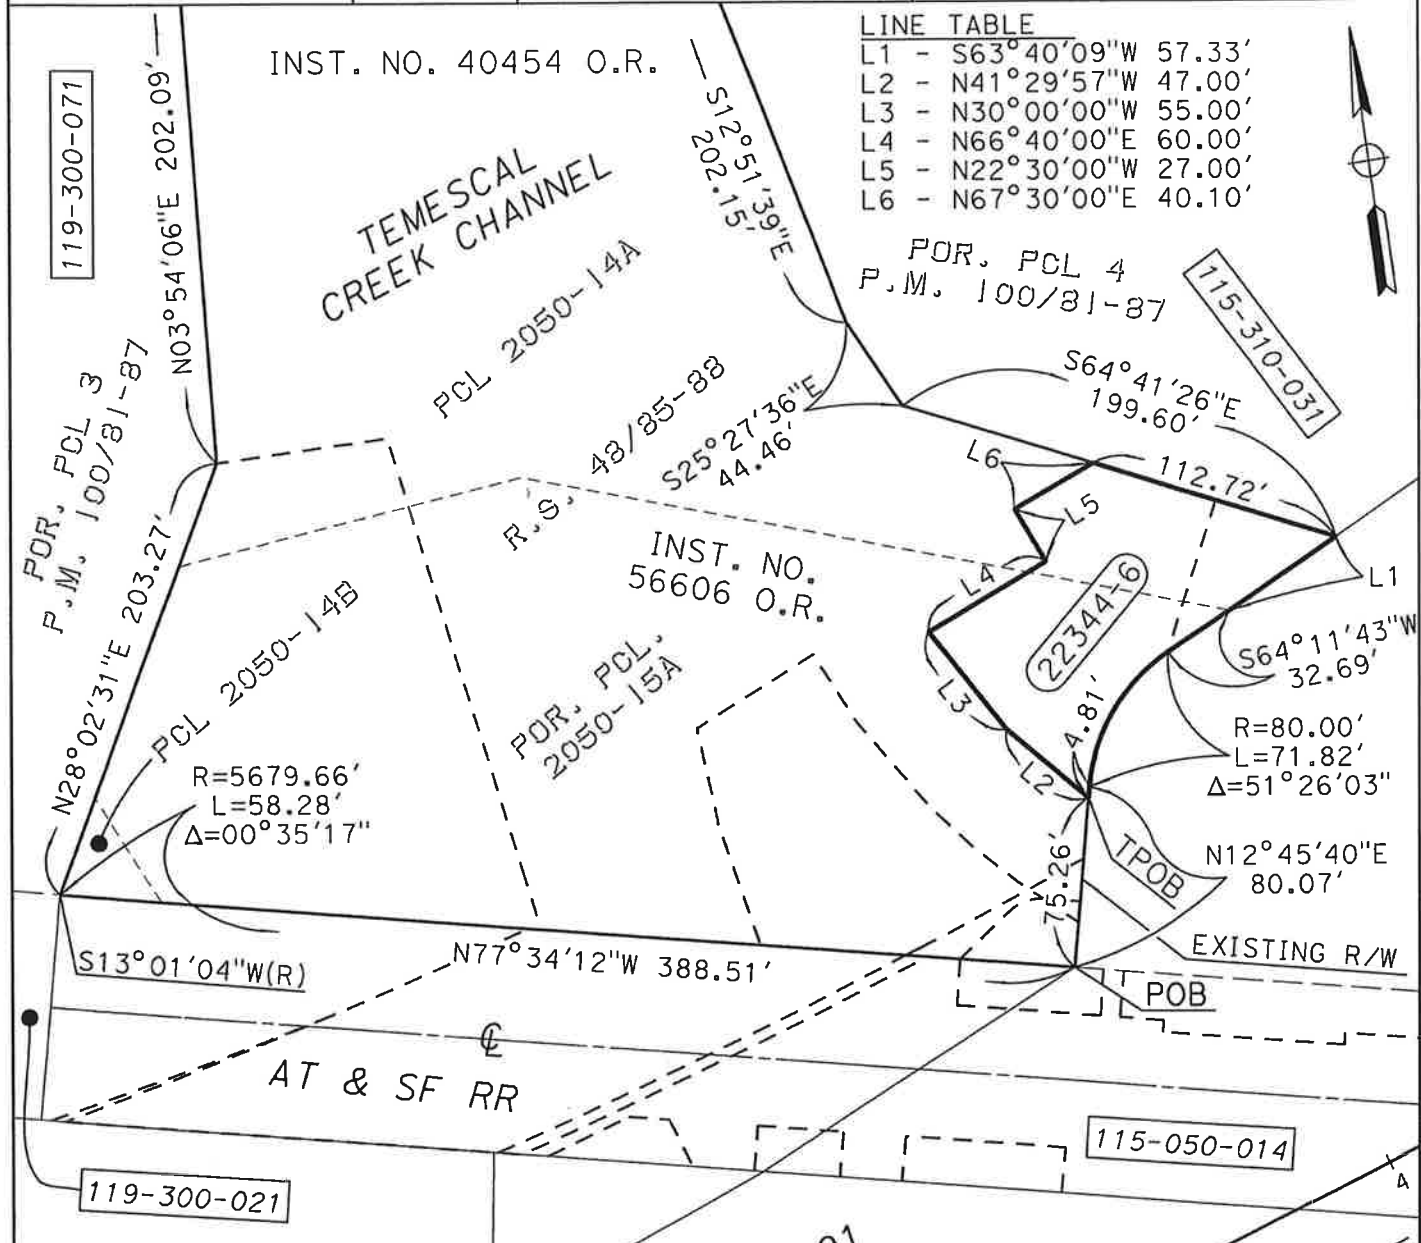 LINE TABLE
L1 - S63°40'09"W 57.33'
L2 - N41°29'57"W 47.00'
L3 - N30°00'00"W 55.00'
L4 - N66°40'00"E 60.00'
L5 - N22°30'00"W 27.00'
L6 - N67°30'00"E 40.10'
INST. NO. 40454 O.R.
119-300-071
N03°54'06"E 202.09'
TEMESCAL
CREEK CHANNEL
S12°51'39"E
202.15'
POR. PCL 4
P.M. 100/81-87
115-310-031
PCL 2050-14A
POR. PCL 3
P.M. 100/81-87
R.S. 48/85-88
S25°27'36"E
44.46'
S64°41'26"E
199.60'
L6
112.72'
L5
INST. NO.
56606 O.R.
L4
22344-6
L1
N28°02'31"E 203.27'
PCL 2050-14B
POR. PCL.
2050-15A
L3
4.81'
S64°11'43"W
32.69'
R=5679.66'
L=58.28'
Δ=00°35'17"
L2
R=80.00'
L=71.82'
Δ=51°26'03"
75.26'
TPOB
N12°45'40"E
80.07'
S13°01'04"W(R)
N77°34'12"W 388.51'
EXISTING R/W
POB
℄
AT & SF RR
115-050-014
119-300-021
4